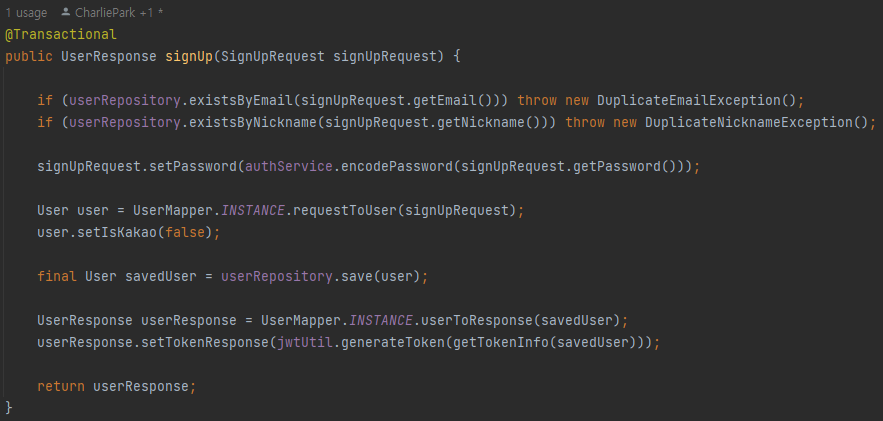 1 usage CharliePark +1 *
@Transactional
public UserResponse signUp(SignUpRequest signUpRequest) {
if (userRepository.existsByEmail(signUpRequest.getEmail())) throw new DuplicateEmailException();
if (userRepository.existsByNickname(signUpRequest.getNickname())) throw new DuplicateNicknameException();
signUpRequest.setPassword(authService.encodePassword(signUpRequest.getPassword()));
User user = UserMapper.INSTANCE.requestToUser(signUpRequest);
user.setIsKakao(false);
final User savedUser = userRepository.save(user);
UserResponse userResponse = UserMapper.INSTANCE.userToResponse(savedUser);
userResponse.setTokenResponse(jwtUtil.generateToken(getTokenInfo(savedUser)));
return userResponse;
}